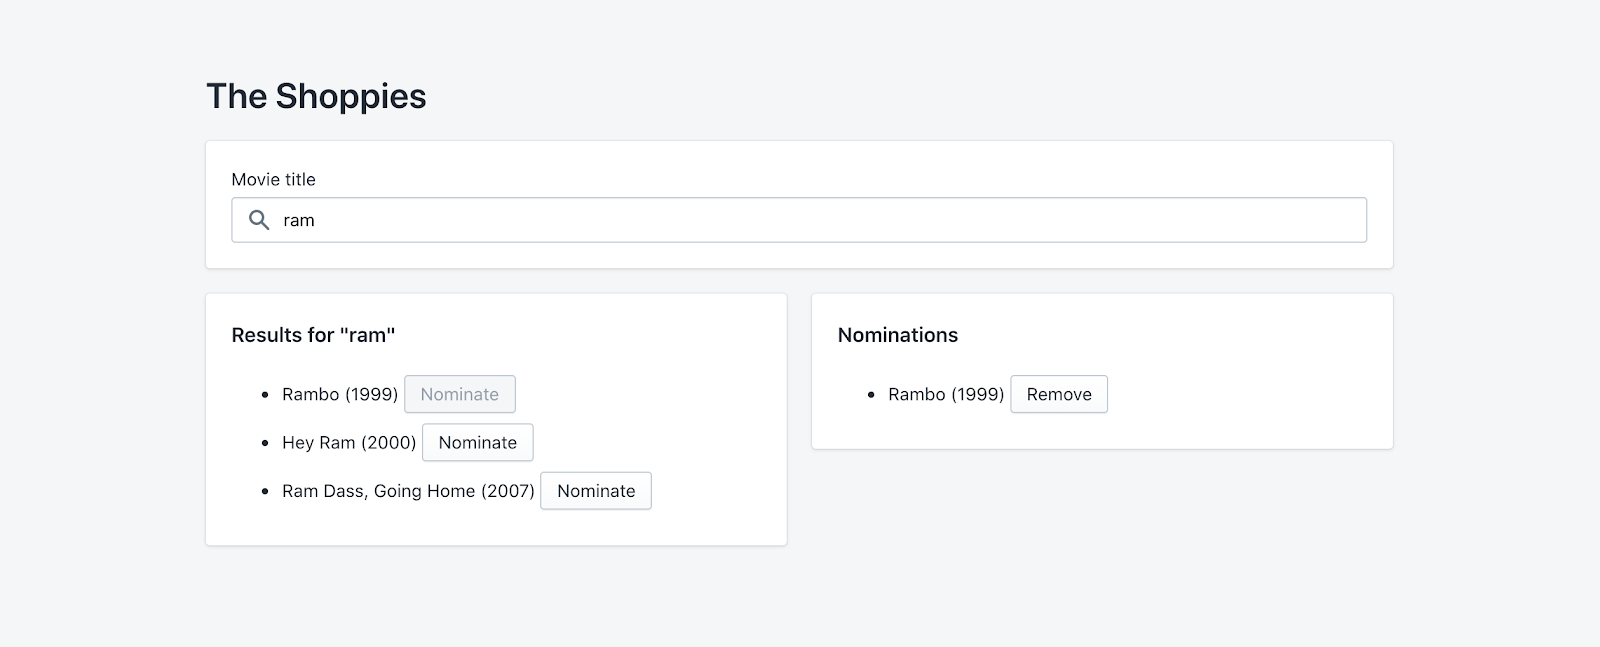 The Shoppies
Movie title
ram
Results for "ram"
Rambo (1999) Nominate
Hey Ram (2000) Nominate
Ram Dass, Going Home (2007) Nominate
Nominations
Rambo (1999) Remove